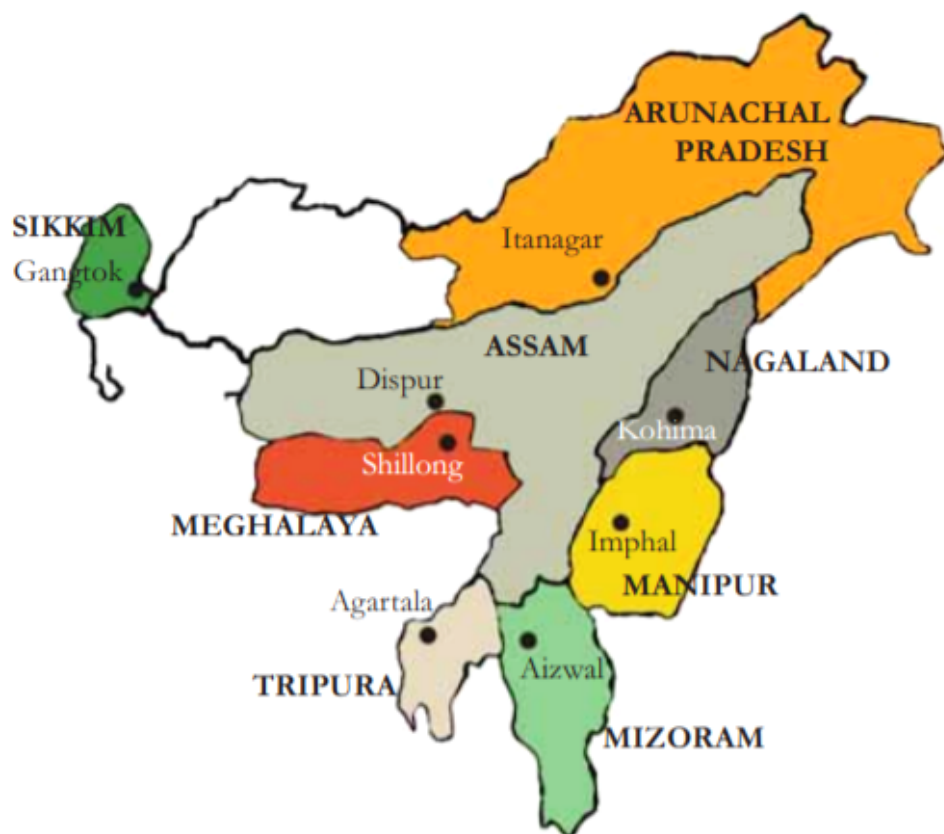 ARUNACHAL
PRADESH
SIKKIM
Itanagar
Gangtok
ASSAM
NAGALAND
Dispur
Kohima
Shillong
MEGHALAYA
Imphal
MANIPUR
Agartala
Aizwal
TRIPURA
MIZORAM